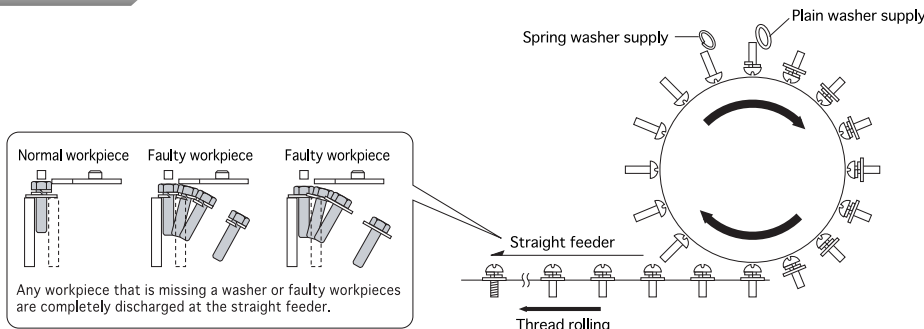 Plain washer supply
Spring washer supply
Normal workpiece
Faulty workpiece
Faulty workpiece
Straight feeder
Any workpiece that is missing a washer or faulty workpieces
are completely discharged at the straight feeder.
Thread rolling